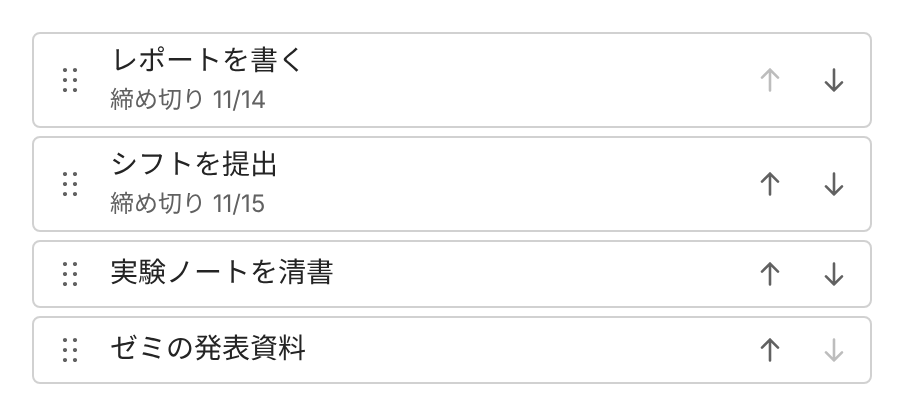 レポートを書く
締め切り 11/14
シフトを提出
締め切り 11/15
実験ノートを清書
ゼミの発表資料